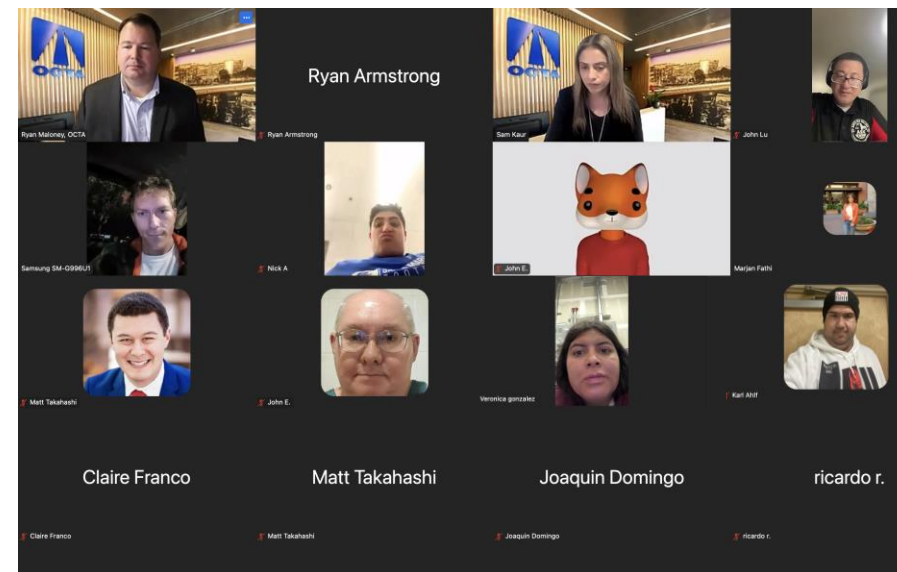 OCTA
Ryan Maloney, OCTA
Ryan Armstrong
Ryan Armstrong
OCTA
Sam Kaur
John Lu
Samsung SM-G996U1
Nick A
John E.
Marjan Fathi
Matt Takahashi
John E.
Veronica gonzalez
Karl Ahlf
Claire Franco
Matt Takahashi
Joaquin Domingo
ricardo r.
Claire Franco
Matt Takahashi
Joaquin Domingo
ricardo r.